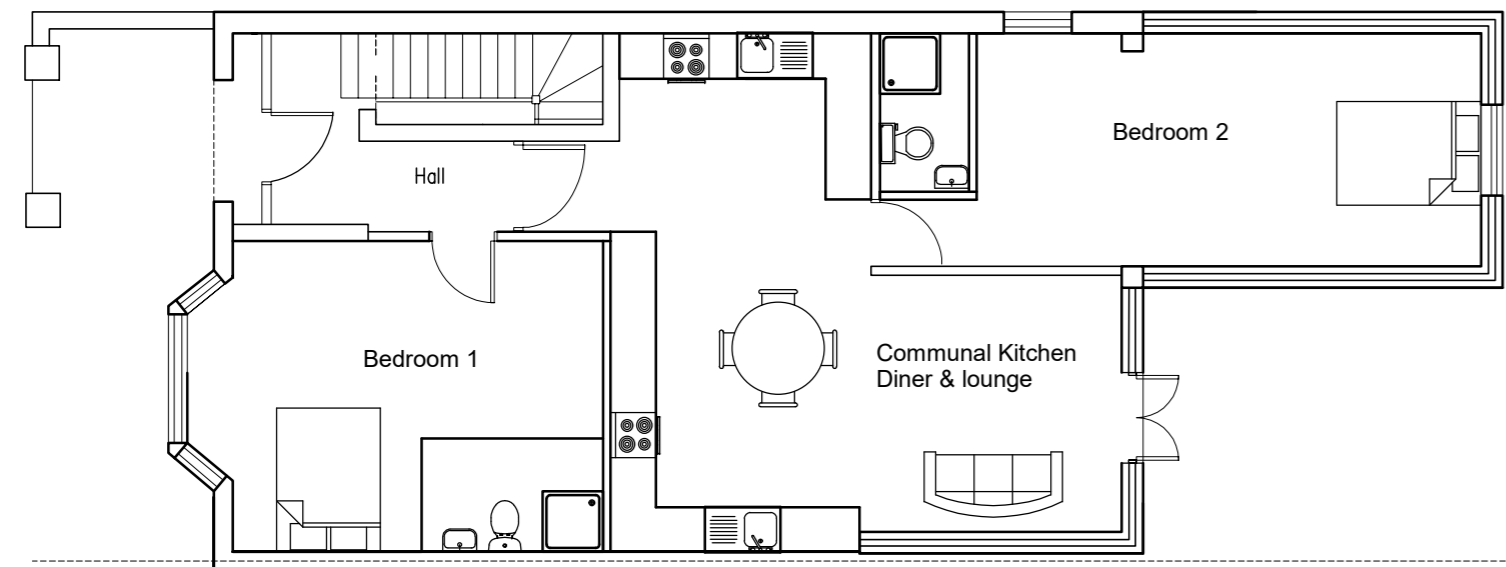 Bedroom 2
Hall
Bedroom 1
Communal Kitchen
Diner & lounge